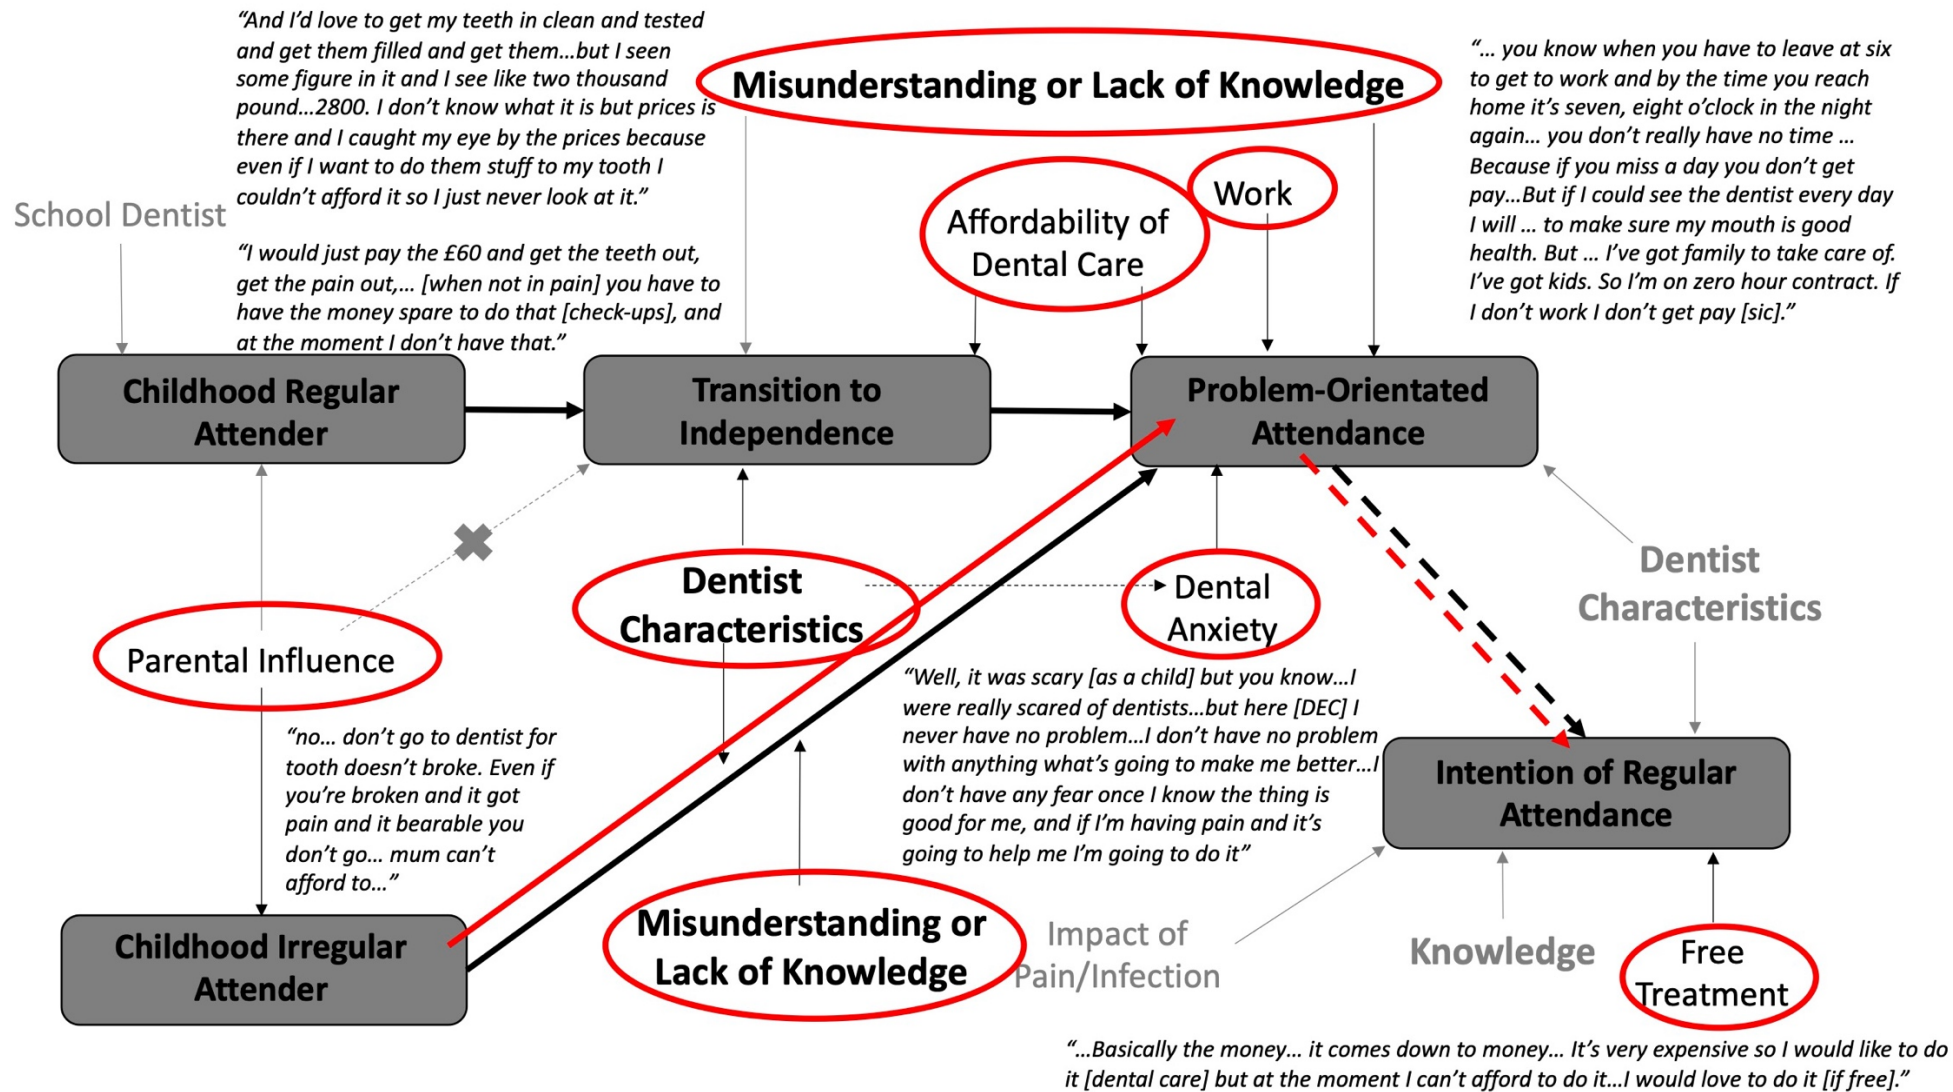 “And I’d love to get my teeth in clean and tested
and get them filled and get them...but I seen
some figure in it and I see like two thousand
pound...2800. I don’t know what it is but prices is
there and I caught my eye by the prices because
even if I want to do them stuff to my tooth I
couldn’t afford it so I just never look at it.”
“I would just pay the £60 and get the teeth out,
get the pain out,... [when not in pain] you have to
have the money spare to do that [check-ups], and
at the moment I don’t have that.”
Misunderstanding or Lack of Knowledge
“... you know when you have to leave at six
to get to work and by the time you reach
home it’s seven, eight o’clock in the night
again... you don’t really have no time ...
Because if you miss a day you don’t get
pay...But if I could see the dentist every day
I will ... to make sure my mouth is good
health. But ... I’ve got family to take care of.
I’ve got kids. So I’m on zero hour contract. If
I don’t work I don’t get pay [sic].”
School Dentist
Affordability of
Dental Care
Work
Childhood Regular
Attender
Transition to
Independence
Problem-Orientated
Attendance
Parental Influence
Dentist
Characteristics
Dental
Anxiety
Dentist
Characteristics
“no... don’t go to dentist for
tooth doesn’t broke. Even if
you’re broken and it got
pain and it bearable you
don’t go... mum can’t
afford to...”
“Well, it was scary [as a child] but you know...I
were really scared of dentists...but here [DEC] I
never have no problem...I don’t have no problem
with anything what’s going to make me better...I
don’t have any fear once I know the thing is
good for me, and if I’m having pain and it’s
going to help me I’m going to do it”
Intention of Regular
Attendance
Childhood Irregular
Attender
Misunderstanding or
Lack of Knowledge
Impact of
Pain/Infection
Knowledge
Free
Treatment
“...Basically the money... it comes down to money... It’s very expensive so I would like to do
it [dental care] but at the moment I can’t afford to do it...I would love to do it [if free].”